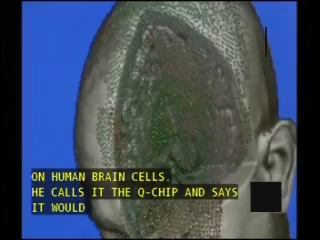 ON HUMAN BRAIN CELLS.
HE CALLS IT THE Q-CHIP AND SAYS
IT WOULD